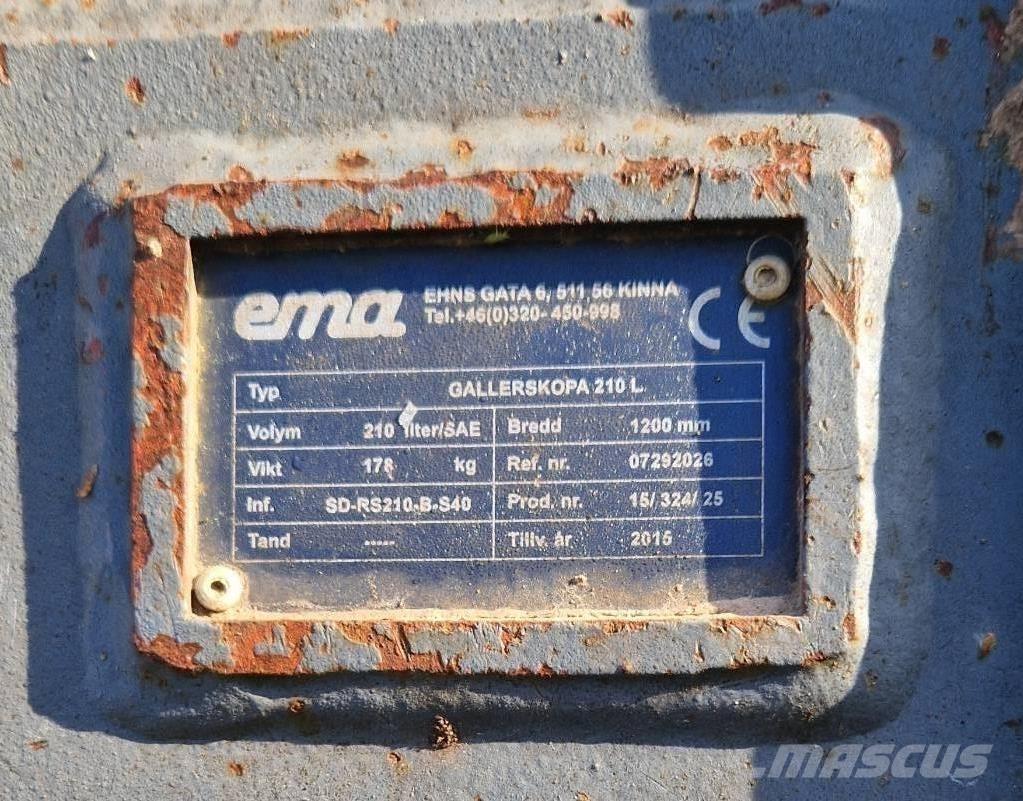 ema
EHNS GATA 6, 511 56 KINNA
Tel.+46(0)320- 450-998
CE
Typ GALLERSKOPA 210 L.
Volym 210 liter/SAE Bredd 1200 mm
Vikt 178 kg Ref. nr. 07292026
Inf. SD-RS210-B-S40 Prod. nr. 15/ 324/ 25
Tand ----- Tillv. år 2015
MASCUS